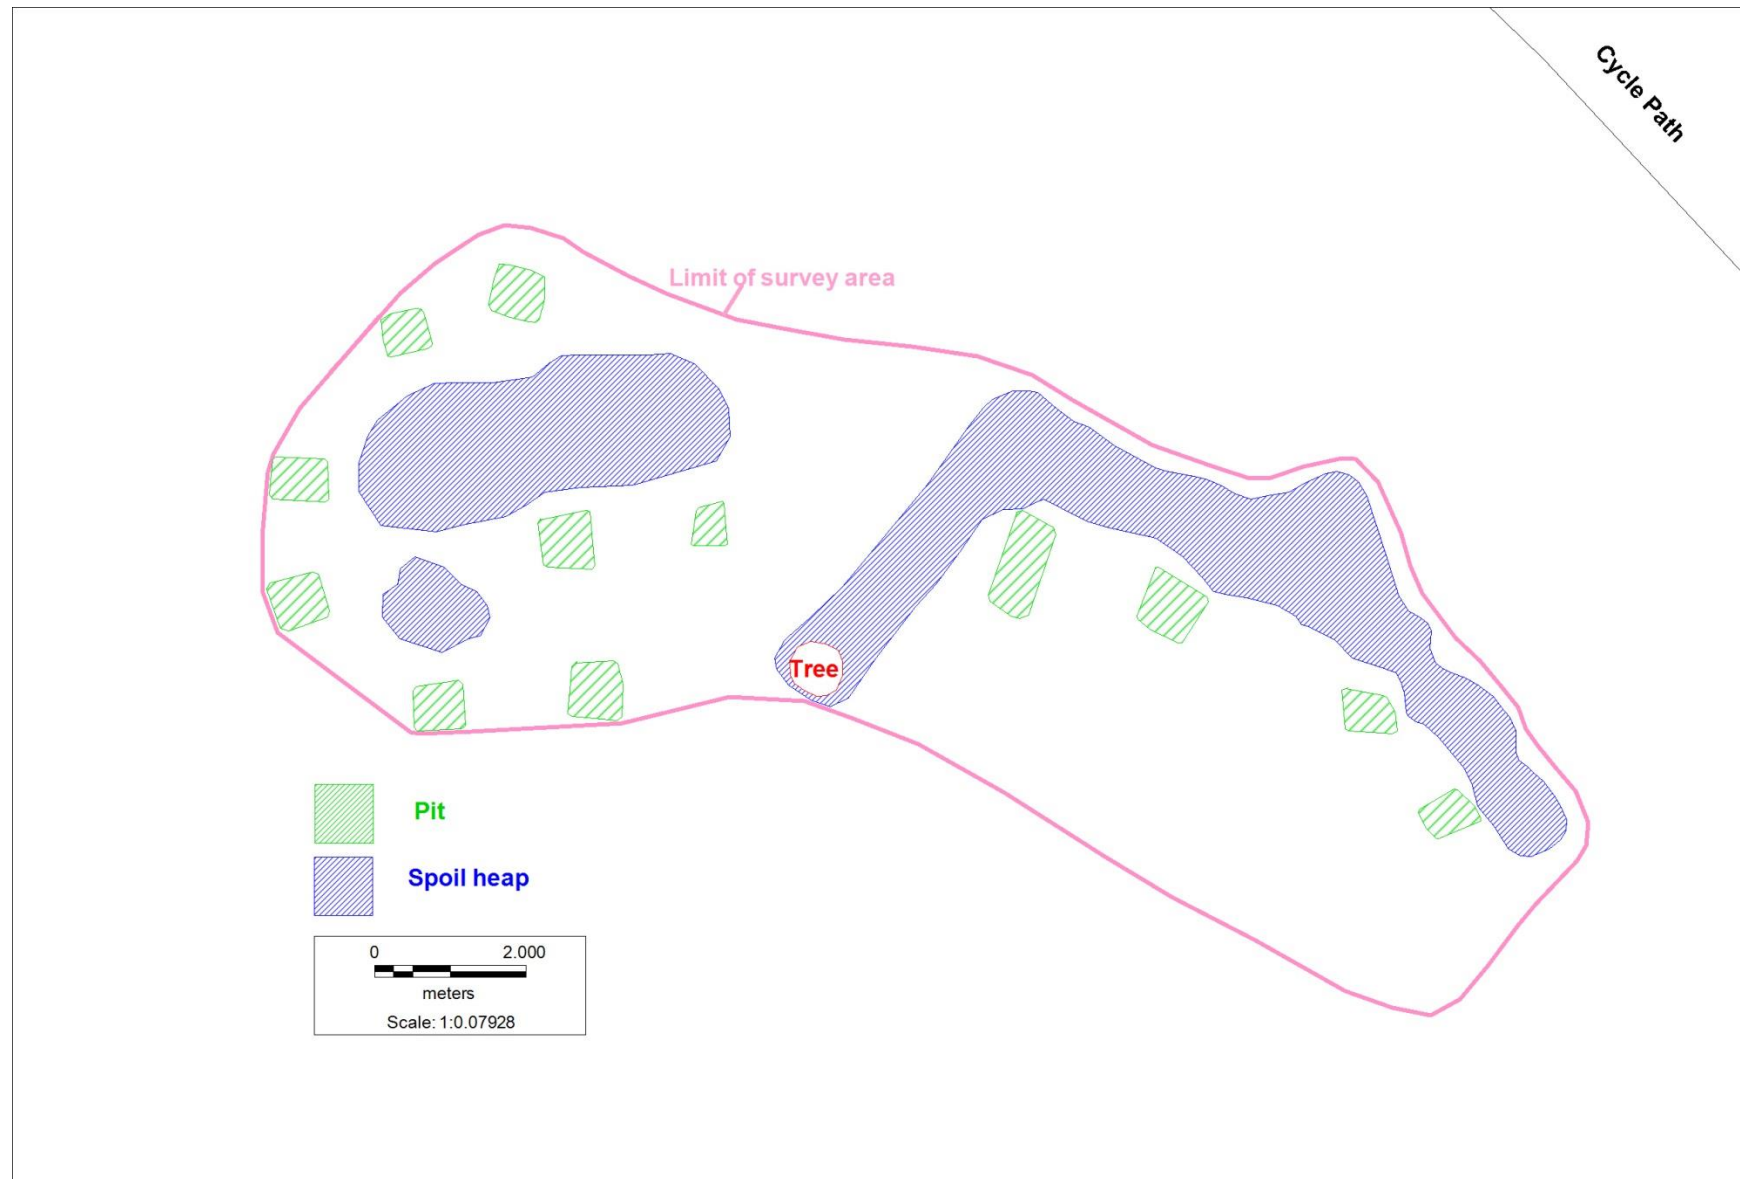 Cycle Path
Limit of survey area
Tree
Pit
Spoil heap
0 2.000
meters
Scale: 1:0.07928